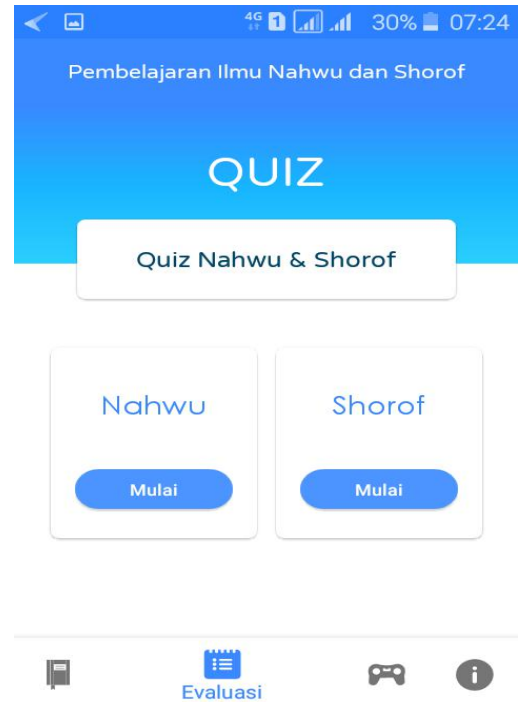 4G 1 30% 07:24
Pembelajaran Ilmu Nahwu dan Shorof
QUIZ
Quiz Nahwu & Shorof
Nahwu Shorof
Mulai Mulai
Evaluasi